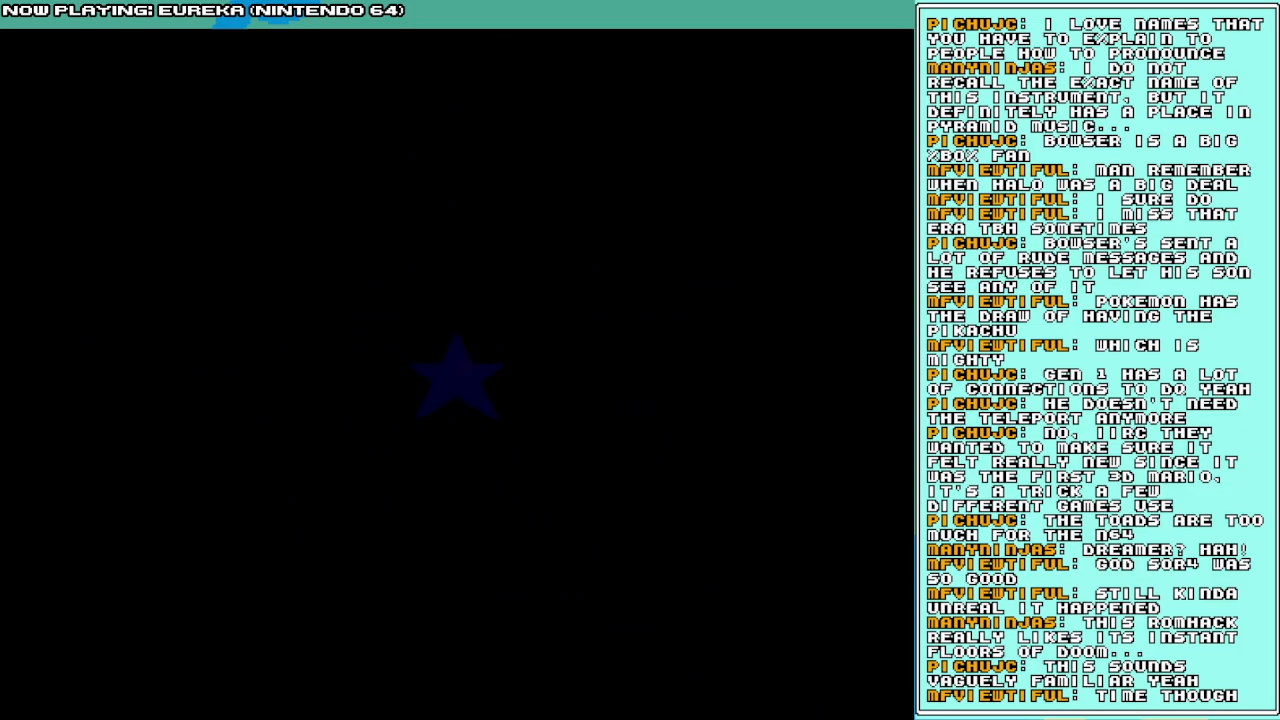 NOW PLAYING: EUREKA (NINTENDO 64)
PICHUJC: I LOVE NAMES THAT
YOU HAVE TO EXPLAIN TO
PEOPLE HOW TO PRONOUNCE
MANYNINJAS: I DO NOT
RECALL THE EXACT NAME OF
THIS INSTRUMENT, BUT IT
DEFINITELY HAS A PLACE IN
PYRAMID MUSIC...
PICHUJC: BOWSER IS A BIG
XBOX FAN
MFVIEWTIFUL: MAN REMEMBER
WHEN HALO WAS A BIG DEAL
MFVIEWTIFUL: I SURE DO
MFVIEWTIFUL: I MISS THAT
ERA TBH SOMETIMES
PICHUJC: BOWSER'S SENT A
LOT OF RUDE MESSAGES AND
HE REFUSES TO LET HIS SON
SEE ANY OF IT
MFVIEWTIFUL: POKEMON HAS
THE DRAW OF HAVING THE
PIKACHU
MFVIEWTIFUL: WHICH IS
MIGHTY
PICHUJC: GEN 1 HAS A LOT
OF CONNECTIONS TO DQ YEAH
PICHUJC: HE DOESN'T NEED
THE TELEPORT ANYMORE
PICHUJC: NO, IIRC THEY
WANTED TO MAKE SURE IT
FELT REALLY NEW SINCE IT
WAS THE FIRST 3D MARIO.
IT'S A TRICK A FEW
DIFFERENT GAMES USE
PICHUJC: THE TOADS ARE TOO
MUCH FOR THE N64
MANYNINJAS: DREAMER? HAH!
MFVIEWTIFUL: GOD SOR4 WAS
SO GOOD
MFVIEWTIFUL: STILL KINDA
UNREAL IT HAPPENED
MANYNINJAS: THIS ROMHACK
REALLY LIKES ITS INSTANT
FLOORS OF DOOM...
PICHUJC: THIS SOUNDS
VAGUELY FAMILIAR YEAH
MFVIEWTIFUL: TIME THOUGH